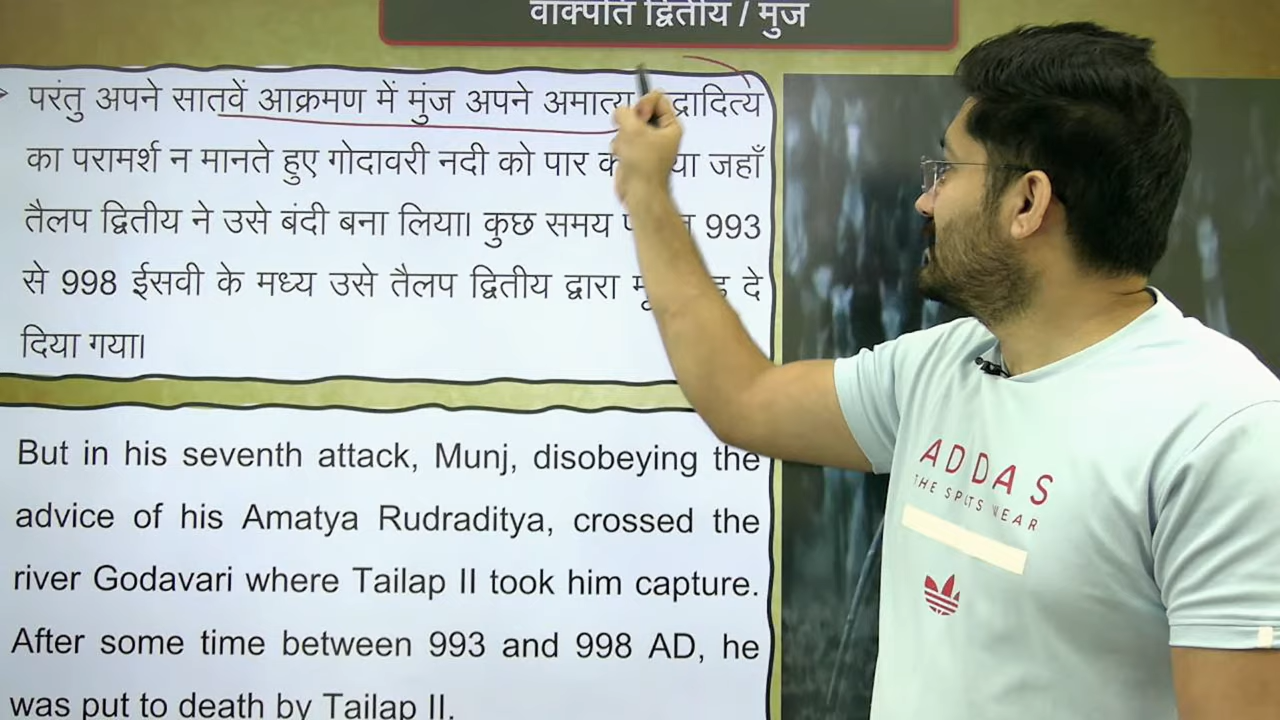 वाक्पति द्वितीय / मुंज
परंतु अपने सातवें आक्रमण में मुंज अपने अमात्य
का परामर्श न मानते हुए गोदावरी नदी को पार जहाँ
तैलप द्वितीय ने उसे बंदी बना लिया। कुछ समय 993
से 998 ईसवी के मध्य उसे तैलप द्वितीय द्वारा दे
दिया गया।
But in his seventh attack, Munj, disobeying the
advice of his Amatya Rudraditya, crossed the
river Godavari where Tailap II took him capture.
After some time between 993 and 998 AD, he
was put to death by Tailap II.
ADDAS
THE SPLTS WEAR